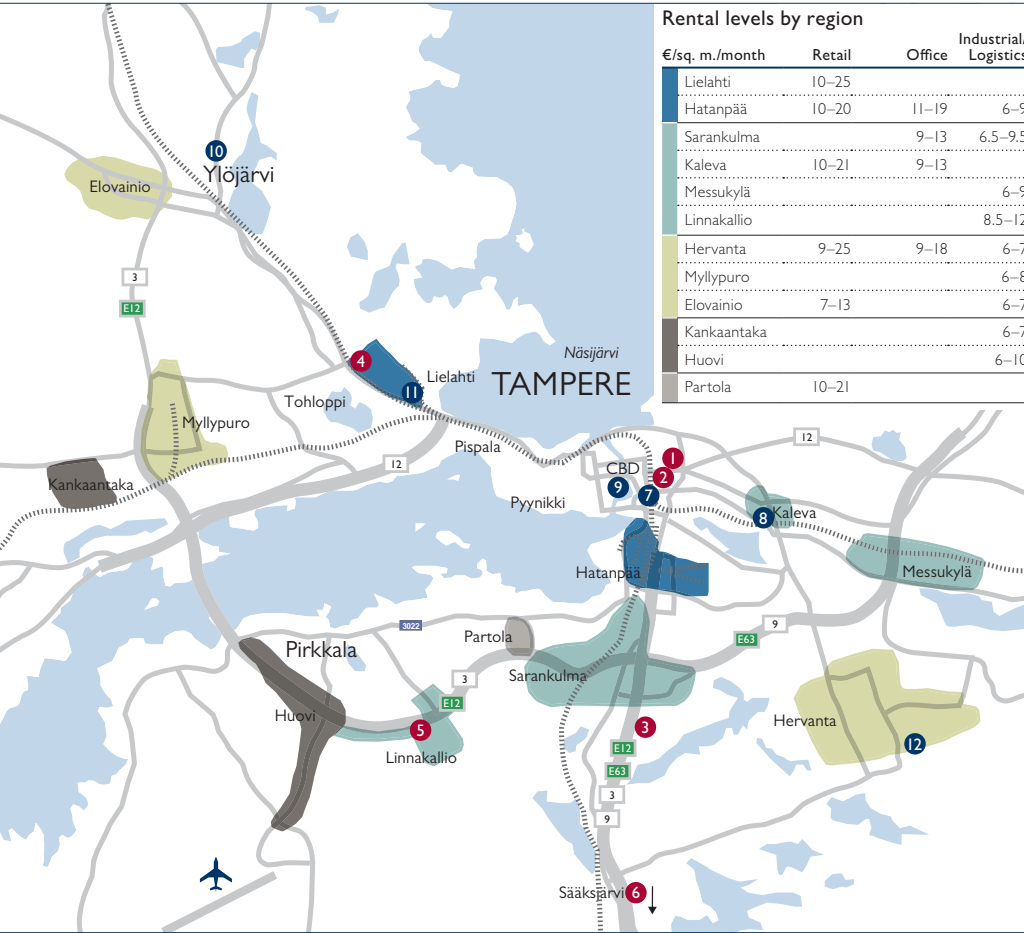 Rental levels by region
€/sq. m./month Retail Office Industrial/ Logistics
Lielahti 10–25
Hatanpää 10–20 11–19 6–9
Sarankulma 9–13 6.5–9.5
Kaleva 10–21 9–13
Messukylä 6–9
Linnakallio 8.5–12
Hervanta 9–25 9–18 6–7
Myllypuro 6–8
Elovainio 7–13 6–7
Kankaantaka 6–7
Huovi 6–10
Partola 10–21
10
Ylöjärvi
Elovainio
3
E12
4
11
Lielahti
Näsijärvi
TAMPERE
Tohloppi
Myllypuro
Pispala
12
12
Kankaantaka
CBD
1
2
9
7
Pyynikki
8
Kaleva
Hatanpää
Messukylä
3022
Partola
9
E63
Pirkkala
3
E12
Sarankulma
Huovi
5
Linnakallio
3
Hervanta
12
E12
E63
3
9
Sääksjärvi
6